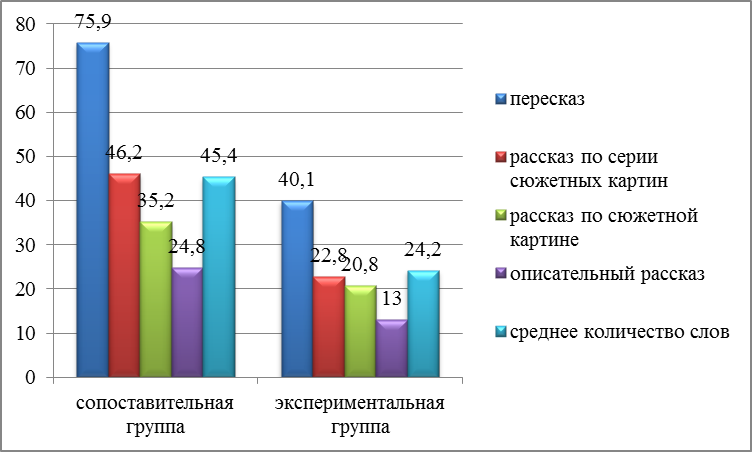 80
70
60
50
40
30
20
10
0
75,9
46,2
35,2
24,8
45,4
40,1
22,8
20,8
13
24,2
сопоставительная
группа
экспериментальная
группа
пересказ
рассказ по серии
сюжетных картин
рассказ по сюжетной
картине
описательный рассказ
среднее количество слов